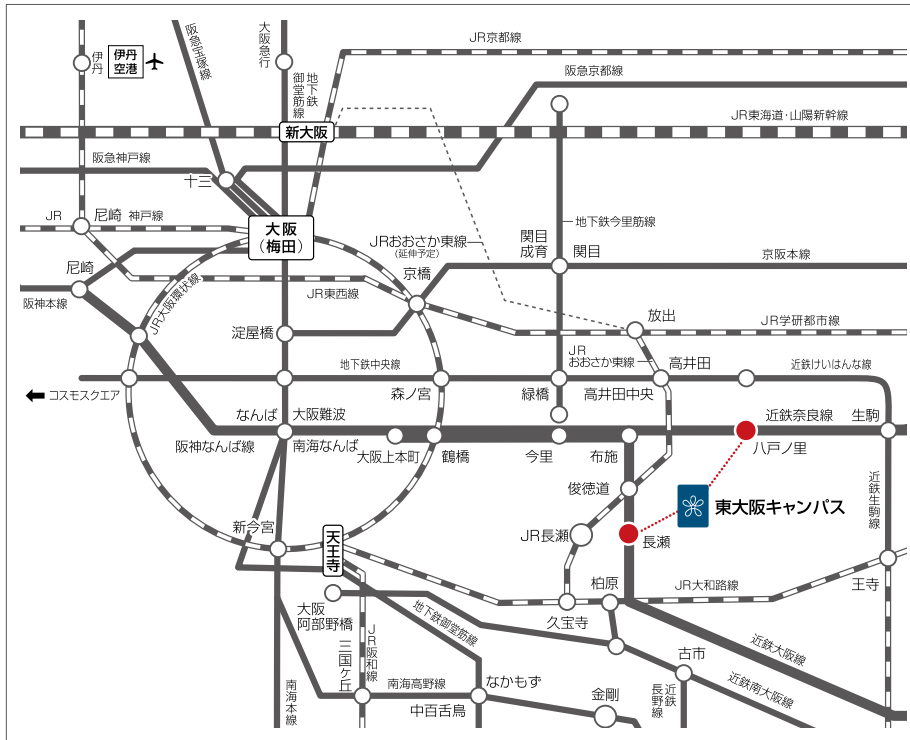 阪急宝塚線
大阪急行
地下鉄
御堂筋線
JR京都線
伊丹
伊丹
空港
阪急京都線
新大阪
JR東海道・山陽新幹線
阪急神戸線
十三
JR
尼崎
神戸線
大阪
(梅田)
JRおおさか東線
(延伸予定)
地下鉄今里筋線
関目
成育
関目
京橋
京阪本線
尼崎
JR大阪環状線
JR東西線
阪神本線
淀屋橋
放出
JR学研都市線
JR
おおさか東線
高井田
地下鉄中央線
近鉄けいはんな線
コスモスクエア
森ノ宮
緑橋
高井田中央
なんば
大阪難波
近鉄奈良線
生駒
阪神なんば線
南海なんば
大阪上本町
鶴橋
今里
布施
八戸ノ里
俊徳道
近鉄生駒線
東大阪キャンパス
新今宮
天王寺
JR長瀬
長瀬
柏原
JR大和路線
王寺
大阪
阿部野橋
久宝寺
地下鉄御堂筋線
三国ヶ丘
JR阪和線
近鉄大阪線
古市
南海本線
南海高野線
なかもず
中百舌鳥
金剛
近鉄
長野線
近鉄南大阪線